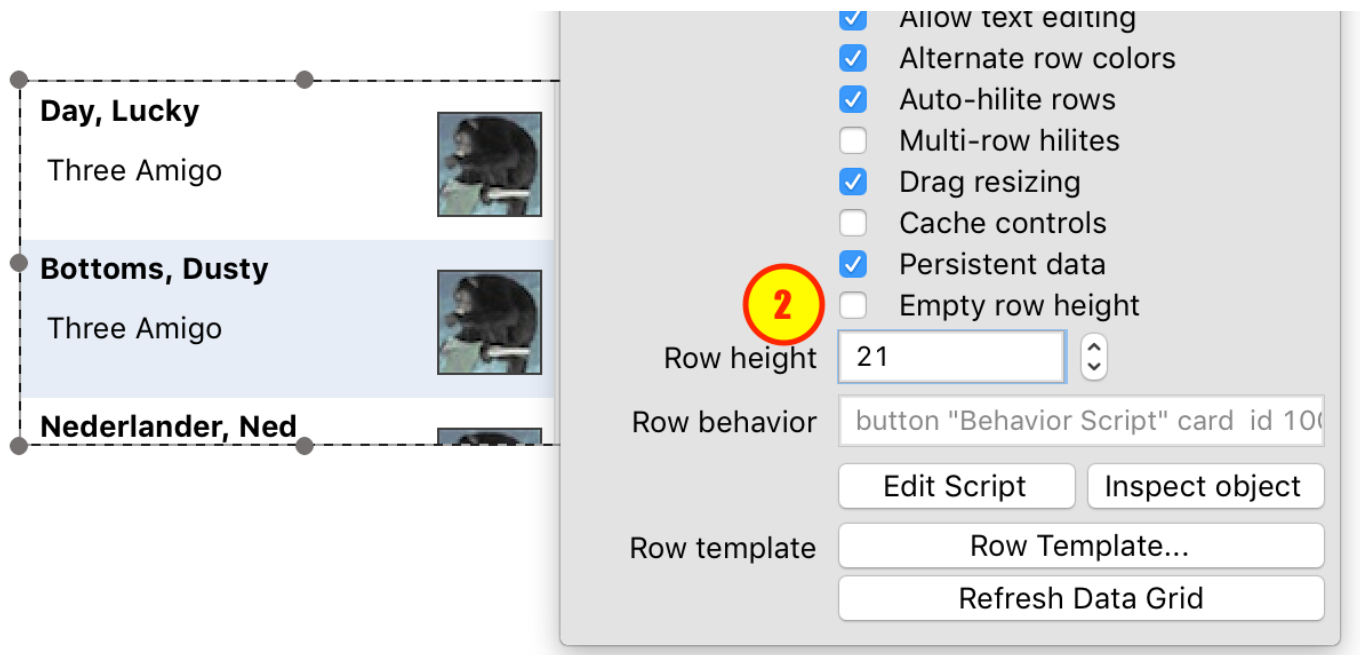 Day, Lucky
Three Amigo
Bottoms, Dusty
Three Amigo
Nederlander, Ned
Allow text editing
Alternate row colors
Auto-hilite rows
Multi-row hilites
Drag resizing
Cache controls
Persistent data
2
Empty row height
Row height
21
Row behavior
button "Behavior Script" card id 100
Edit Script
Inspect object
Row template
Row Template...
Refresh Data Grid